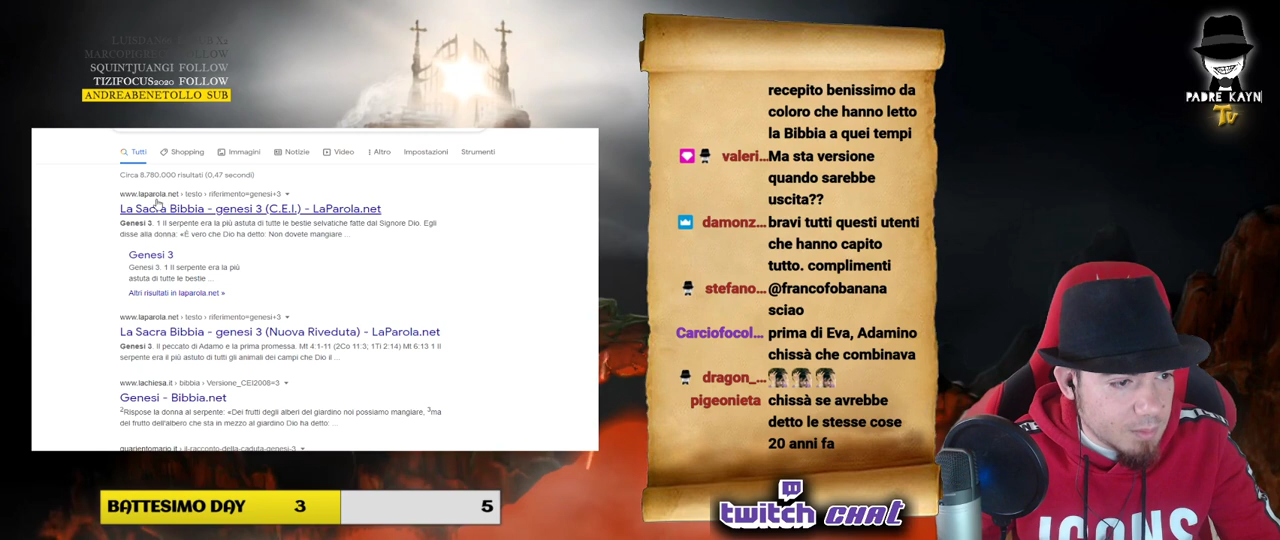 LUISDAN
MARCOPIGRE FOLLOW
SQUINTJUANGI FOLLOW
TIZIFOCUS2020 FOLLOW
ANDREABENETOLLO SUB
Tutti Shopping Immagini Notizie Video Altro Impostazioni Strumenti
Circa 8.780.000 risultati (0,47 secondi)
www.laparola.net › testo › riferimento=genesi+3
La Sacra Bibbia - genesi 3 (C.E.I.) - LaParola.net
Genesi 3. 1 Il serpente era la più astuta di tutte le bestie selvatiche fatte dal Signore Dio. Egli
disse alla donna: «È vero che Dio ha detto: Non dovete mangiare ...
Genesi 3
Genesi 3. 1 Il serpente era la più
astuta di tutte le bestie ...
Altri risultati in laparola.net »
www.laparola.net › testo › riferimento=genesi+3
La Sacra Bibbia - genesi 3 (Nuova Riveduta) - LaParola.net
Genesi 3. Il peccato di Adamo e la prima promessa. Mt 4:1-11 (2Co 11:3; 1Ti 2:14) Mt 6:13 1 Il
serpente era il più astuto di tutti gli animali dei campi che Dio il ...
www.lachiesa.it › bibbia › Versione_CEI2008=3
Genesi - Bibbia.net
2Rispose la donna al serpente: «Dei frutti degli alberi del giardino noi possiamo mangiare, 3ma
del frutto dell'albero che sta in mezzo al giardino Dio ha detto: ...
quarientomario.it › il-racconto-della-caduta-genesi-3
BATTESIMO DAY 3 5
recepito benissimo da
coloro che hanno letto
la Bibbia a quei tempi
valeri... Ma sta versione
quando sarebbe
uscita??
damonz... bravi tutti questi utenti
che hanno capito
tutto. complimenti
stefano... @francofobanana
sciao
Carciofocol... prima di Eva, Adamino
chissà che combinava
dragon_...
pigeonieta chissà se avrebbe
detto le stesse cose
20 anni fa
twitch CHAT
PADRE KAYN
TV
ICONS